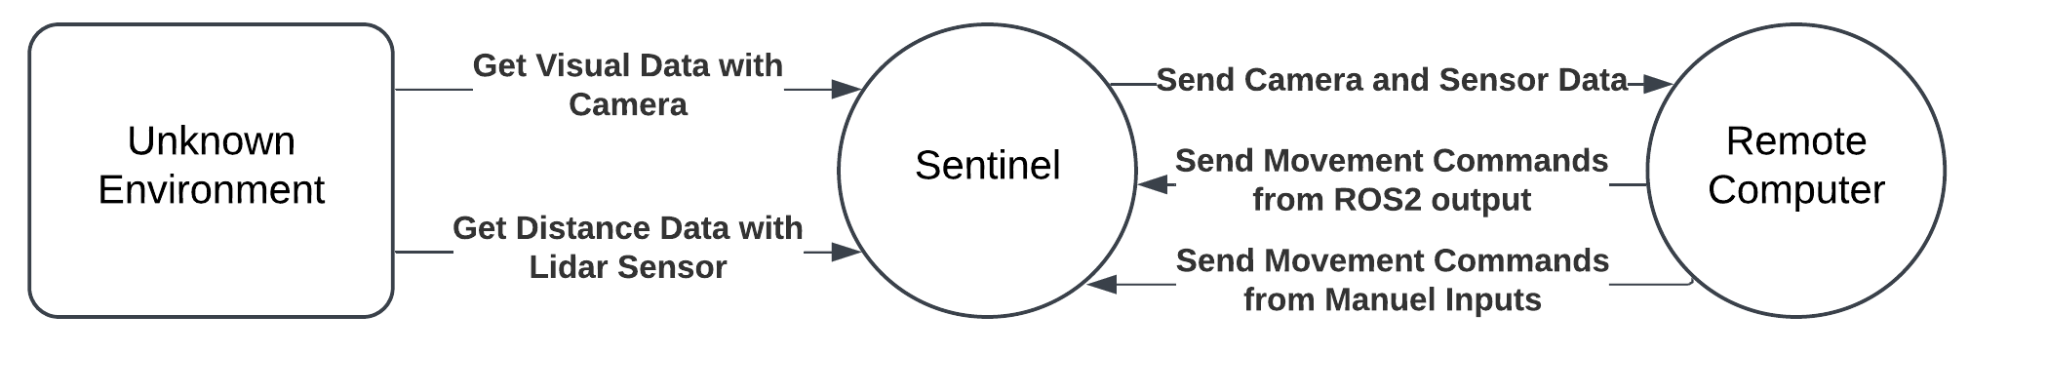 Unknown
Environment
Get Visual Data with
Camera
Get Distance Data with
Lidar Sensor
Sentinel
Send Camera and Sensor Data
Send Movement Commands
from ROS2 output
Send Movement Commands
from Manuel Inputs
Remote
Computer